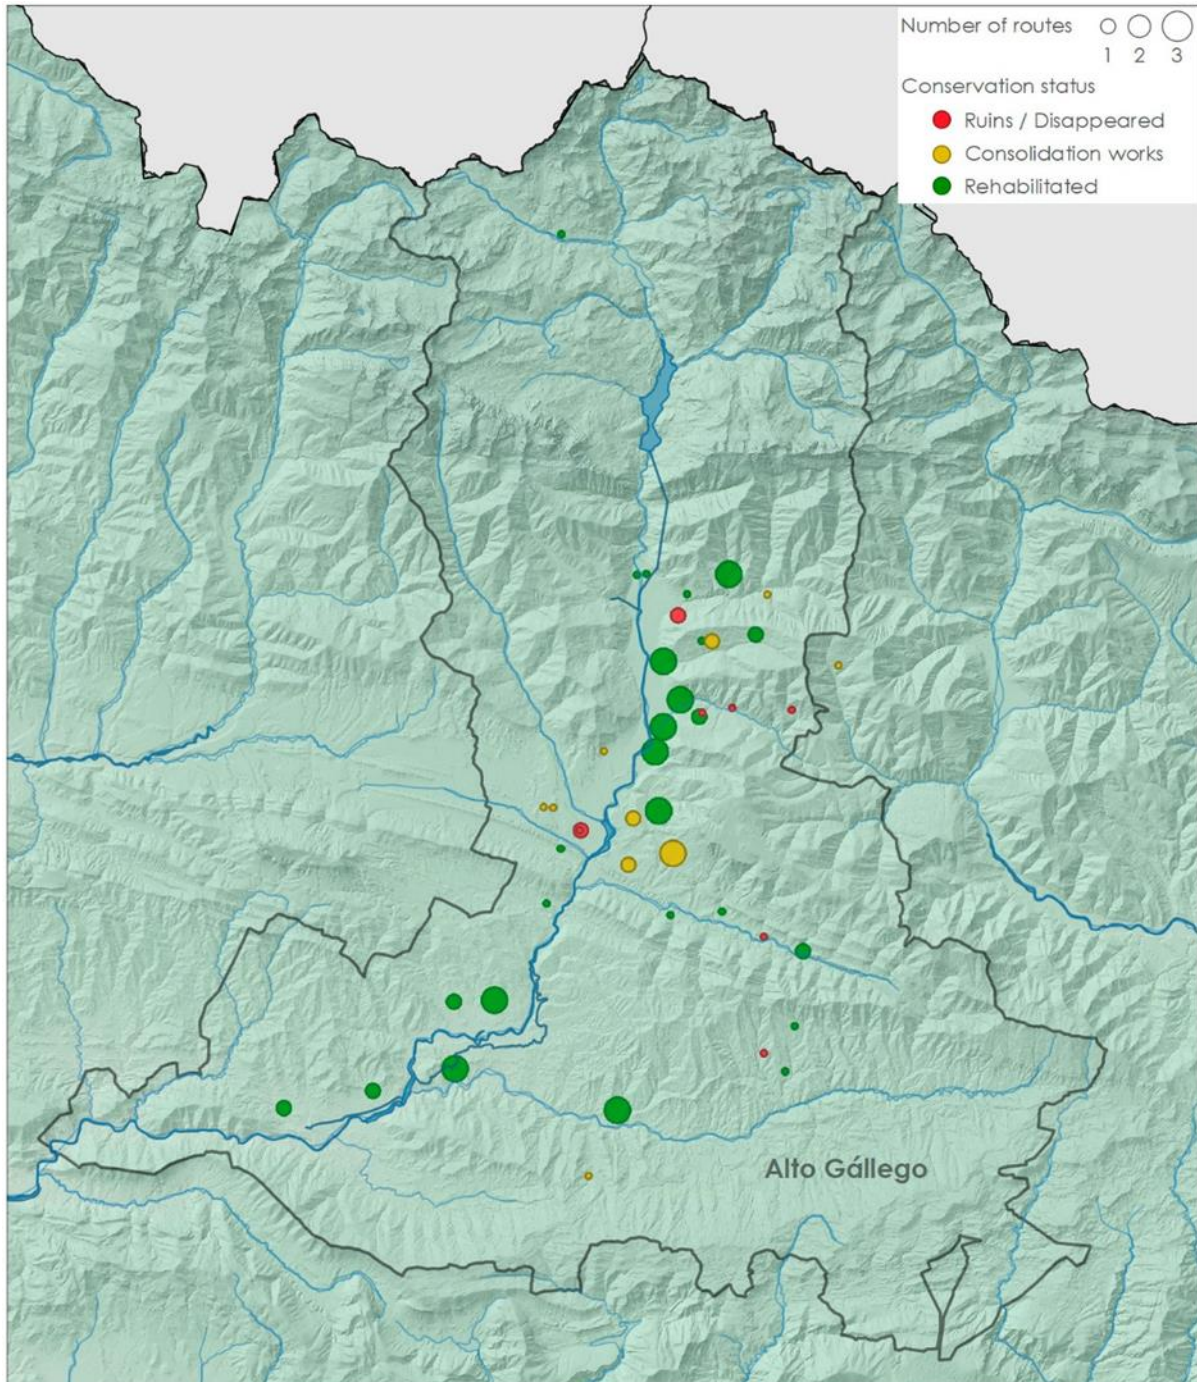 Number of routes
1 2 3
Conservation status
Ruins / Disappeared
Consolidation works
Rehabilitated
Alto Gállego